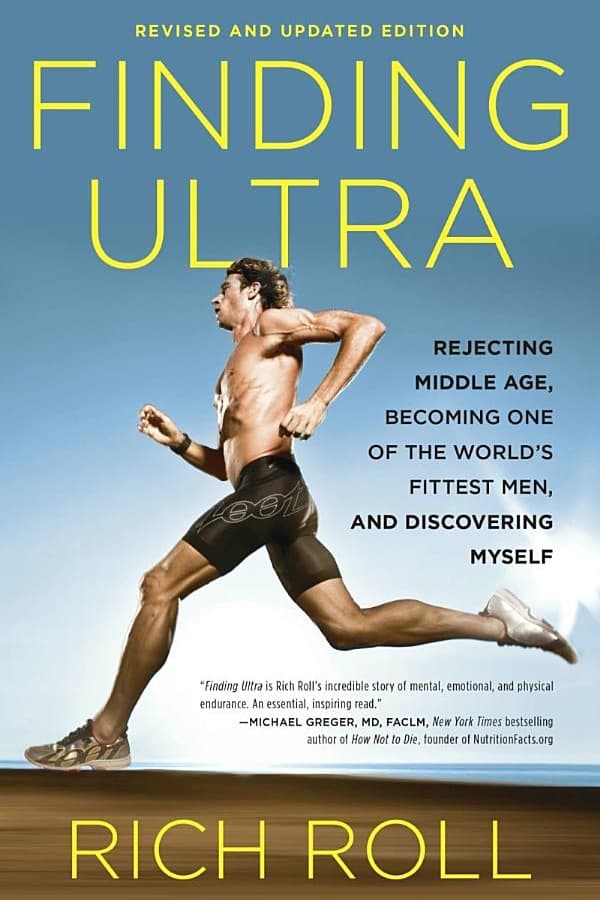 REVISED AND UPDATED EDITION
FINDING
ULTRA
REJECTING
MIDDLE AGE,
BECOMING ONE
OF THE WORLD'S
FITTEST MEN,
AND DISCOVERING
MYSELF
“Finding Ultra is Rich Roll's incredible story of mental, emotional, and physical
endurance. An essential, inspiring read.”
—MICHAEL GREGER, MD, FACLM, New York Times bestselling
author of How Not to Die, founder of NutritionFacts.org
RICH ROLL